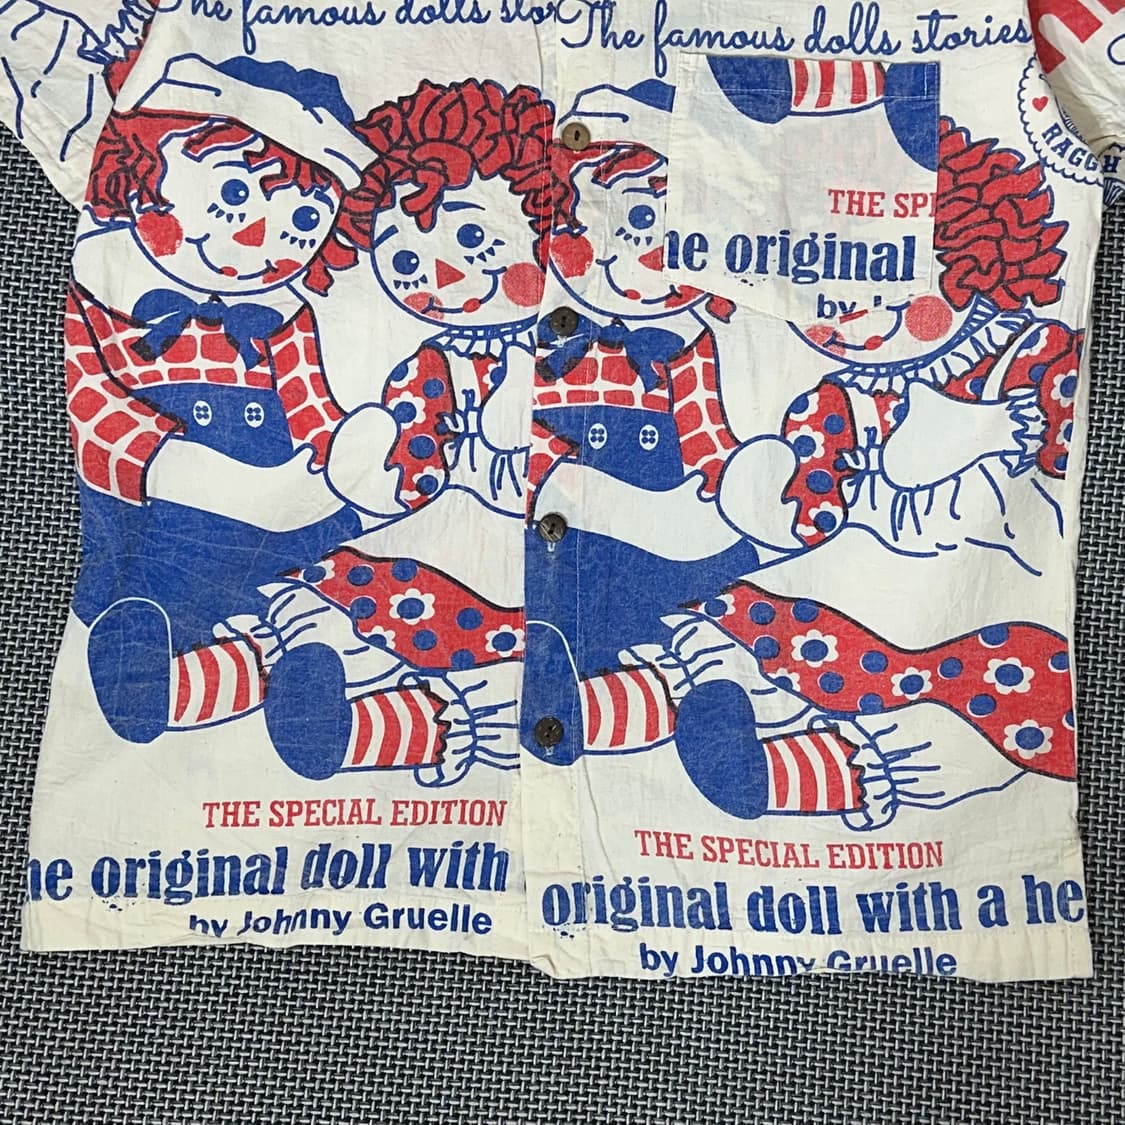 The famous dolls stor
The famous dolls stories
RAGG
H
THE SPE
he original
by J
THE SPECIAL EDITION
he original doll with
by Johnny Gruelle
THE SPECIAL EDITION
original doll with a he
by Johnny Gruelle